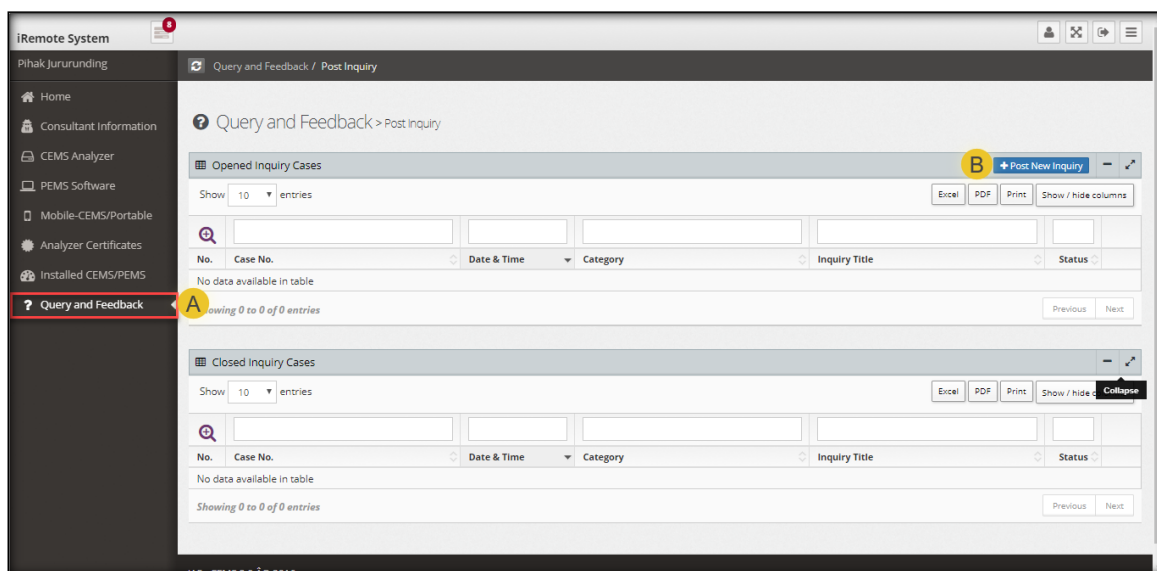 iRemote System 8
Pihak Jururunding
Query and Feedback / Post Inquiry
Home
Consultant Information
CEMS Analyzer
PEMS Software
Mobile-CEMS/Portable
Analyzer Certificates
Installed CEMS/PEMS
Query and Feedback
A
Query and Feedback > Post Inquiry
Opened Inquiry Cases B Post New Inquiry
Show 10 entries Excel PDF Print Show / hide columns
No. Case No. Date & Time Category Inquiry Title Status
No data available in table
owing 0 to 0 of 0 entries Previous Next
Closed Inquiry Cases
Show 10 entries Excel PDF Print Show / hide c Collapse
No. Case No. Date & Time Category Inquiry Title Status
No data available in table
Showing 0 to 0 of 0 entries Previous Next